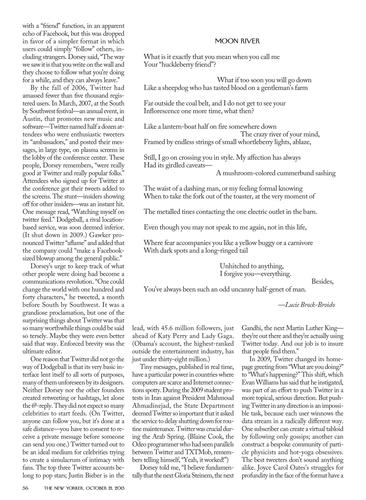 with a "friend" function, in an apparent
echo of Facebook, but this was dropped
in favor of a simpler format in which
users could simply "follow" others, in-
cluding strangers. Dorsey said, "The way
we saw it is that you write on the wall and
they choose to follow what you're doing
for a while, and they can always leave."
By the fall of 2006, Twitter had
amassed fewer than five thousand regis-
tered users. In March, 2007, at the South
by Southwest festival—an annual event, in
Austin, that promotes new music and
software—Twitter named half a dozen at-
tendees who were enthusiastic tweeters
its "ambassadors," and posted their mes-
sages, in large type, on plasma screens in
the lobby of the conference center. These
people, Dorsey remembers, "were really
good at Twitter and really popular folks."
Attendees who signed up for Twitter at
the conference got their tweets added to
the screens. The stunt—insiders showing
off for other insiders—was an instant hit.
One message read, "Watching myself on
twitter feed." Dodgeball, a rival location-
based service, was soon deemed inferior.
(It shut down in 2009.) Gawker pro-
nounced Twitter "aflame" and added that
the company could "make a Facebook-
sized blowup among the general public."
Dorsey's urge to keep track of what
other people were doing had become a
communications revolution. "One could
change the world with one hundred and
forty characters," he tweeted, a month
before South by Southwest. It was a
grandiose proclamation, but one of the
surprising things about Twitter was that
so many worthwhile things could be said
so tersely. Maybe they were even better
said that way. Enforced brevity was the
ultimate editor.
One reason that Twitter did not go the
way of Dodgeball is that its very basic in-
terface lent itself to all sorts of purposes,
many of them unforeseen by its designers.
Neither Dorsey nor the other founders
created retweeting or hashtags, let alone
the @-reply. They did not expect so many
celebrities to start feeds. (On Twitter,
anyone can follow you, but it's done at a
safe distance—you have to consent to re-
ceive a private message before someone
can send you one.) Twitter turned out to
be an ideal medium for celebrities trying
to create a simulacrum of intimacy with
fans. The top three Twitter accounts be-
long to pop stars; Justin Bieber is in the
MOON RIVER
What is it exactly that you mean when you call me
Your "huckleberry friend"?
What if too soon you will go down
Like a sheepdog who has tasted blood on a gentleman's farm
Far outside the coal belt, and I do not get to see your
Inflorescence one more time, what then?
Like a lantern-boat half on fire somewhere down
The crazy river of your mind,
Framed by endless strings of small whortleberry lights, ablaze,
Still, I go on crossing you in style. My affection has always
Had its girdled caveats—
A mushroom-colored cummerbund sashing
The waist of a dashing man, or my feeling formal knowing
When to take the fork out of the toaster, at the very moment of
The metalled tines contacting the one electric outlet in the barn.
Even though you may not speak to me again, not in this life,
Where fear accompanies you like a yellow buggy or a carnivore
With dark spots and a long-ringed tail
Unhitched to anything,
I forgive you—everything.
Besides,
You've always been such an odd uncanny half-genet of man.
—Lucie Brock-Broido
lead, with 45.6 million followers, just
ahead of Katy Perry and Lady Gaga.
(Obama's account, the highest-ranked
outside the entertainment industry, has
just under thirty-eight million.)
Tiny messages, published in real time,
have a particular power in countries where
computers are scarce and Internet connec-
tions spotty. During the 2009 student pro-
tests in Iran against President Mahmoud
Ahmadinejad, the State Department
deemed Twitter so important that it asked
the service to delay shutting down for rou-
tine maintenance. Twitter was crucial dur-
ing the Arab Spring. (Blaine Cook, the
Odeo programmer who had seen parallels
between Twitter and TXTMob, remem-
bers telling himself, "Yeah, it worked!")
Dorsey told me, "I believe fundamen-
tally that the next Gloria Steinem, the next
Gandhi, the next Martin Luther King—
they're out there and they're actually using
Twitter today. And our job is to insure
that people find them."
In 2009, Twitter changed its home-
page greeting from "What are you doing?"
to "What's happening?" This shift, which
Evan Williams has said that he instigated,
was part of an effort to push Twitter in a
more topical, serious direction. But push-
ing Twitter in any direction is an impossi-
ble task, because each user windows the
data stream in a radically different way.
One subscriber can create a virtual tabloid
by following only gossips; another can
construct a bespoke community of parti-
cle physicists and hot-yoga obsessives.
The best tweeters don't sound anything
alike. Joyce Carol Oates's struggles for
profundity in the face of the format have a
56 THE NEW YORKER, OCTOBER 21, 2013